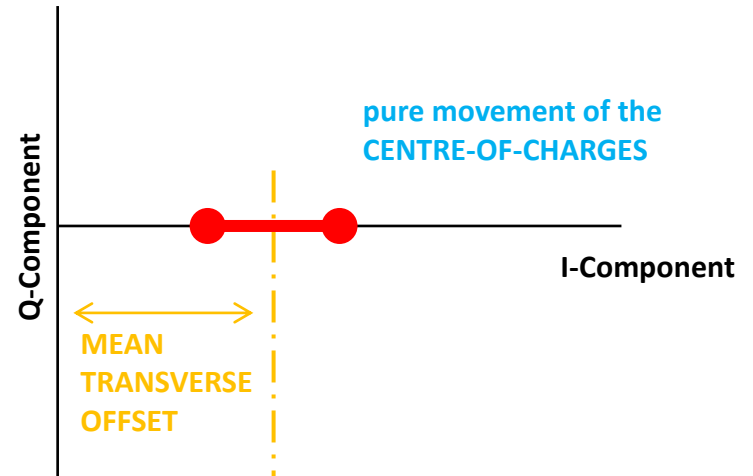 pure movement of the
CENTRE-OF-CHARGES
Q-Component
I-Component
MEAN
TRANSVERSE
OFFSET